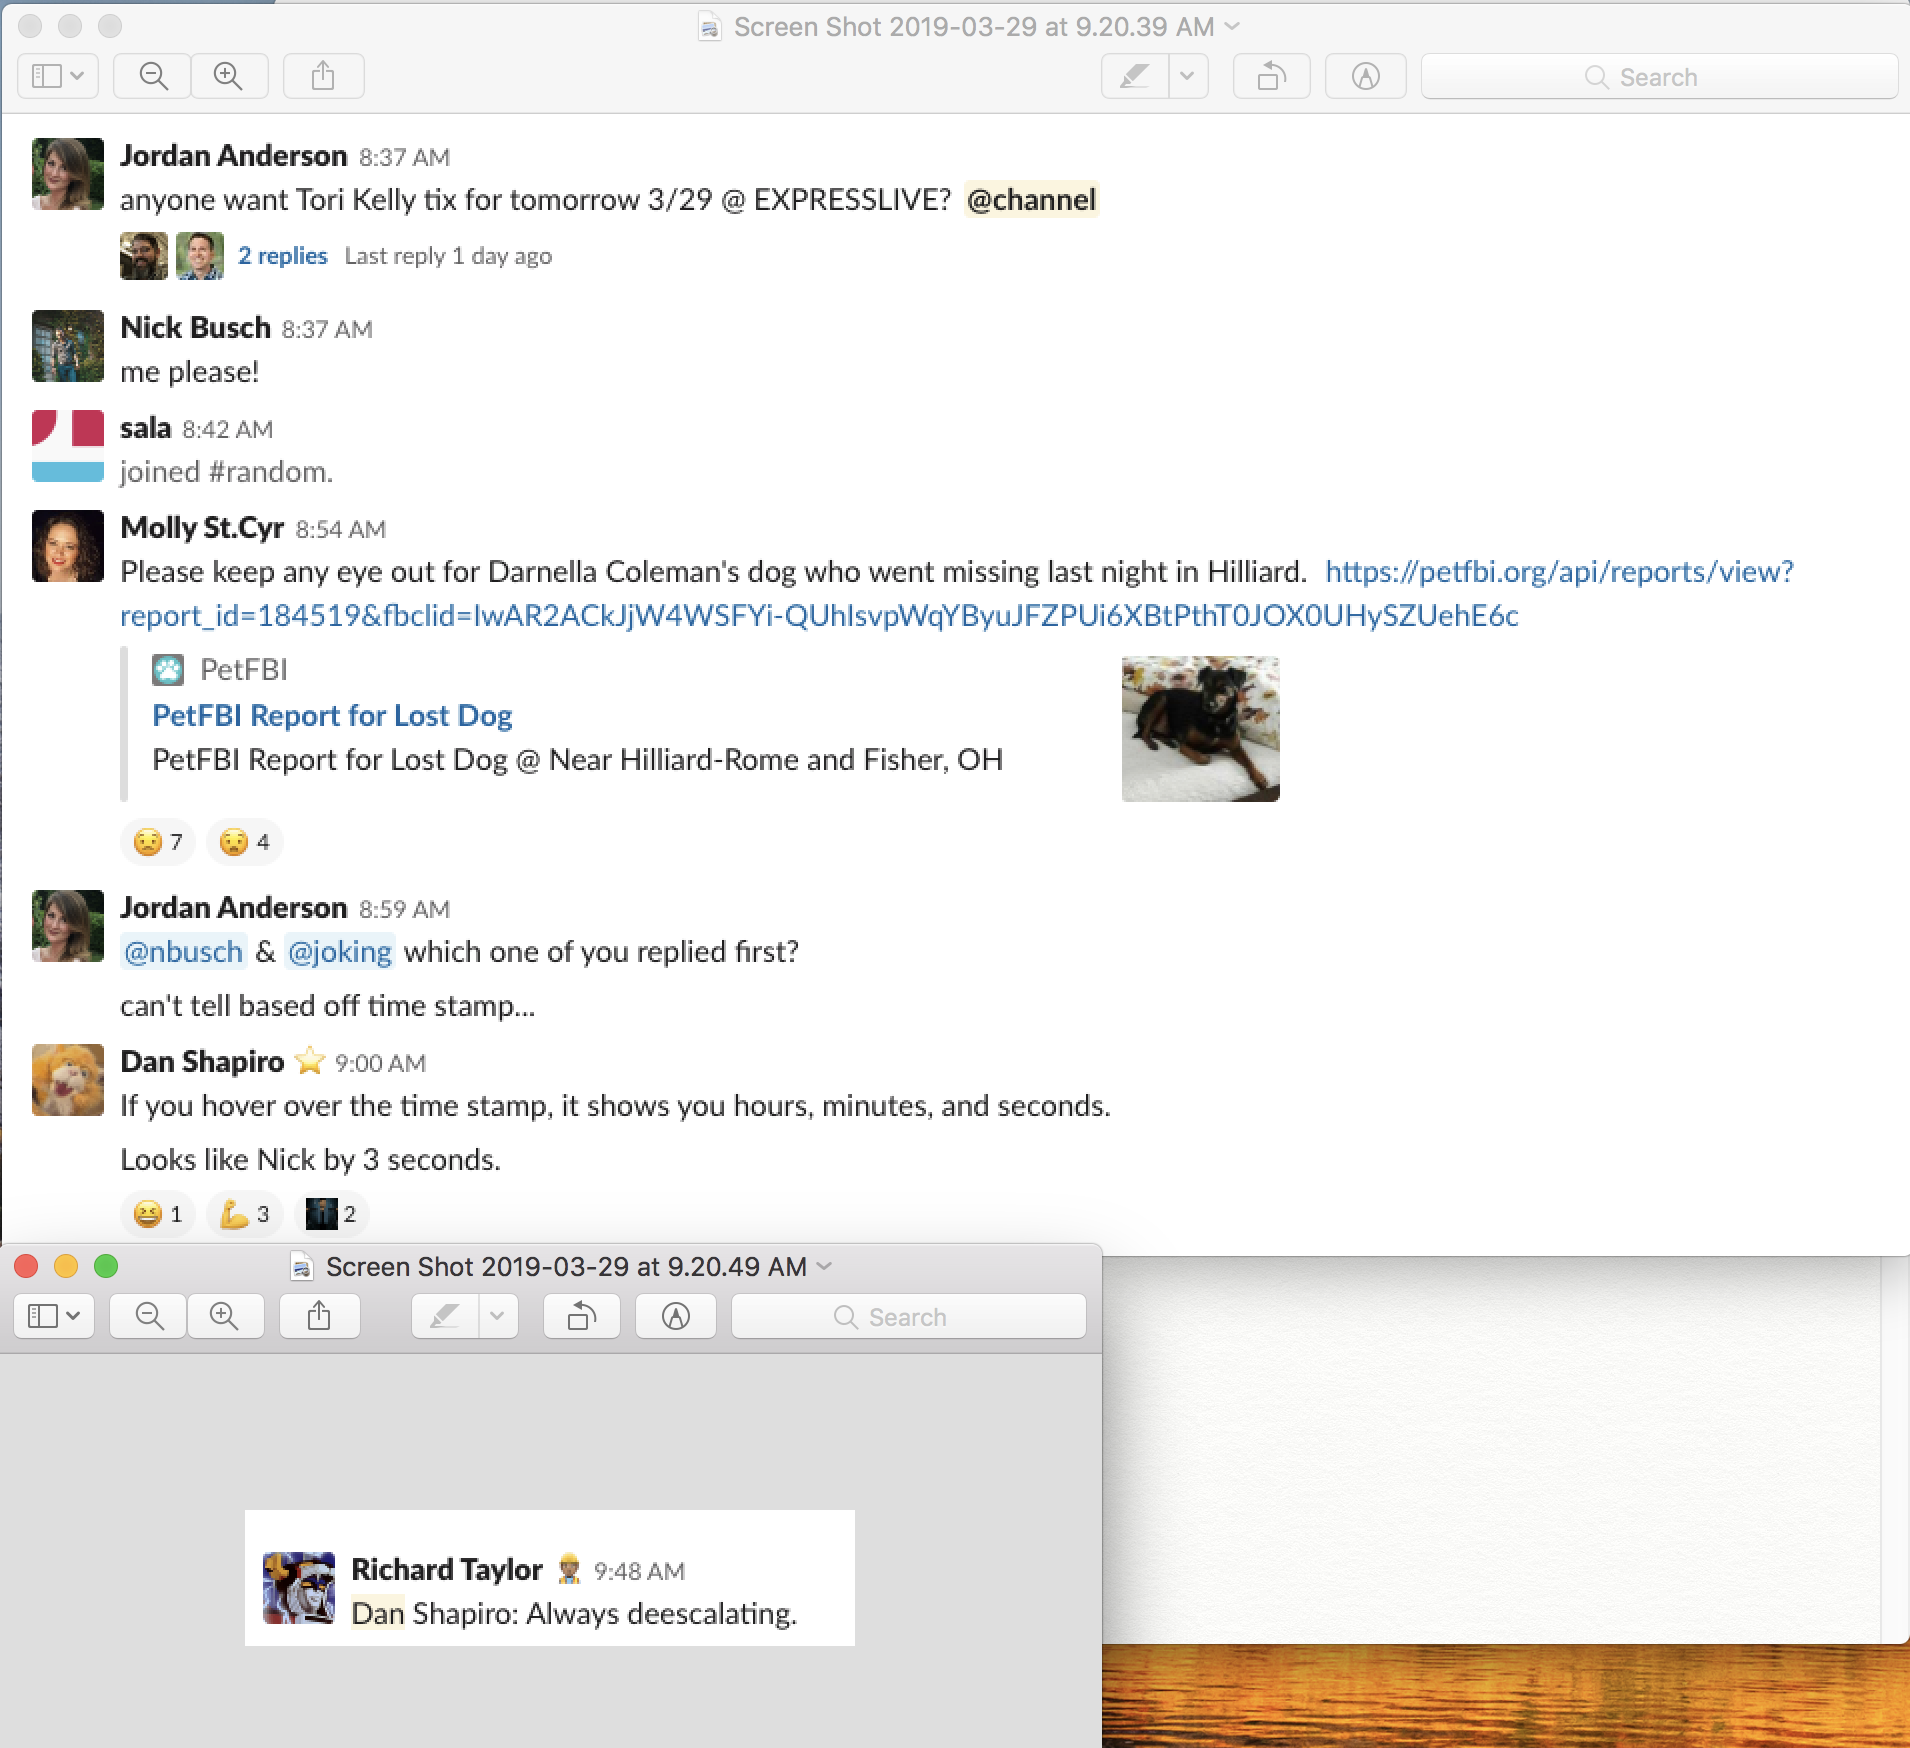 Screen Shot 2019-03-29 at 9.20.39 AM
Search
Jordan Anderson 8:37 AM
anyone want Tori Kelly tix for tomorrow 3/29 @ EXPRESSLIVE? @channel
2 replies Last reply 1 day ago
Nick Busch 8:37 AM
me please!
sala 8:42 AM
joined #random.
Molly St.Cyr 8:54 AM
Please keep any eye out for Darnella Coleman's dog who went missing last night in Hilliard. https://petfbi.org/api/reports/view?
report_id=184519&fbclid=IwAR2ACkJjW4WSFYi-QUhIsvpWqYByuJFZPUi6XBtPthT0JOX0UHySZUehE6c
PetFBI
PetFBI Report for Lost Dog
PetFBI Report for Lost Dog @ Near Hilliard-Rome and Fisher, OH
7 4
Jordan Anderson 8:59 AM
@nbusch & @joking which one of you replied first?
can't tell based off time stamp...
Dan Shapiro 9:00 AM
If you hover over the time stamp, it shows you hours, minutes, and seconds.
Looks like Nick by 3 seconds.
1 3 2
Screen Shot 2019-03-29 at 9.20.49 AM
Search
Richard Taylor 9:48 AM
Dan Shapiro: Always deescalating.